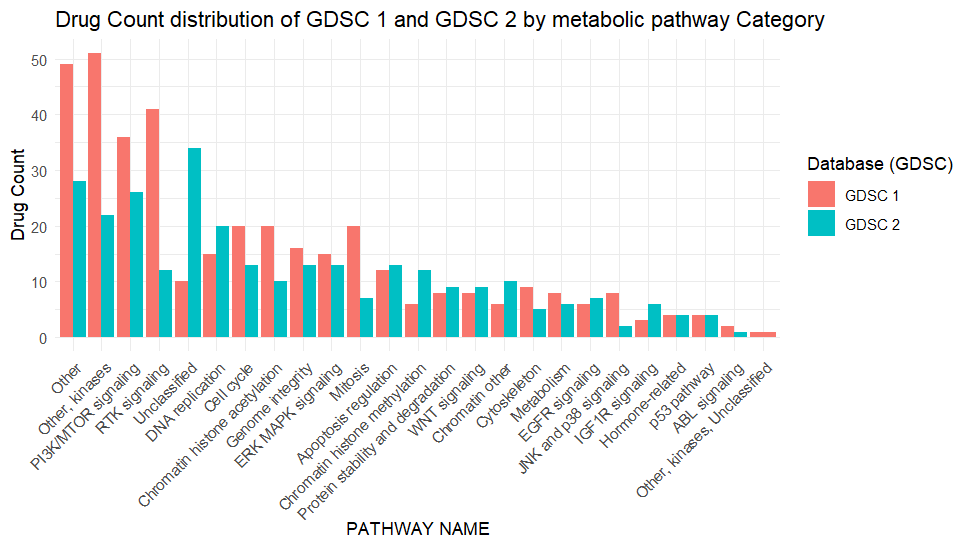 Drug Count distribution of GDSC 1 and GDSC 2 by metabolic pathway Category
Drug Count
50
40
30
20
10
0
Other
Other, kinases
PI3K/MTOR signaling
RTK signaling
Unclassified
DNA replication
Cell cycle
Chromatin histone acetylation
Genome integrity
ERK MAPK signaling
Mitosis
Apoptosis regulation
Chromatin histone methylation
Protein stability and degradation
WNT signaling
Chromatin other
Cytoskeleton
Metabolism
EGFR signaling
JNK and p38 signaling
IGF1R signaling
Hormone-related
p53 pathway
ABL signaling
Other, kinases, Unclassified
PATHWAY NAME
Database (GDSC)
GDSC 1
GDSC 2